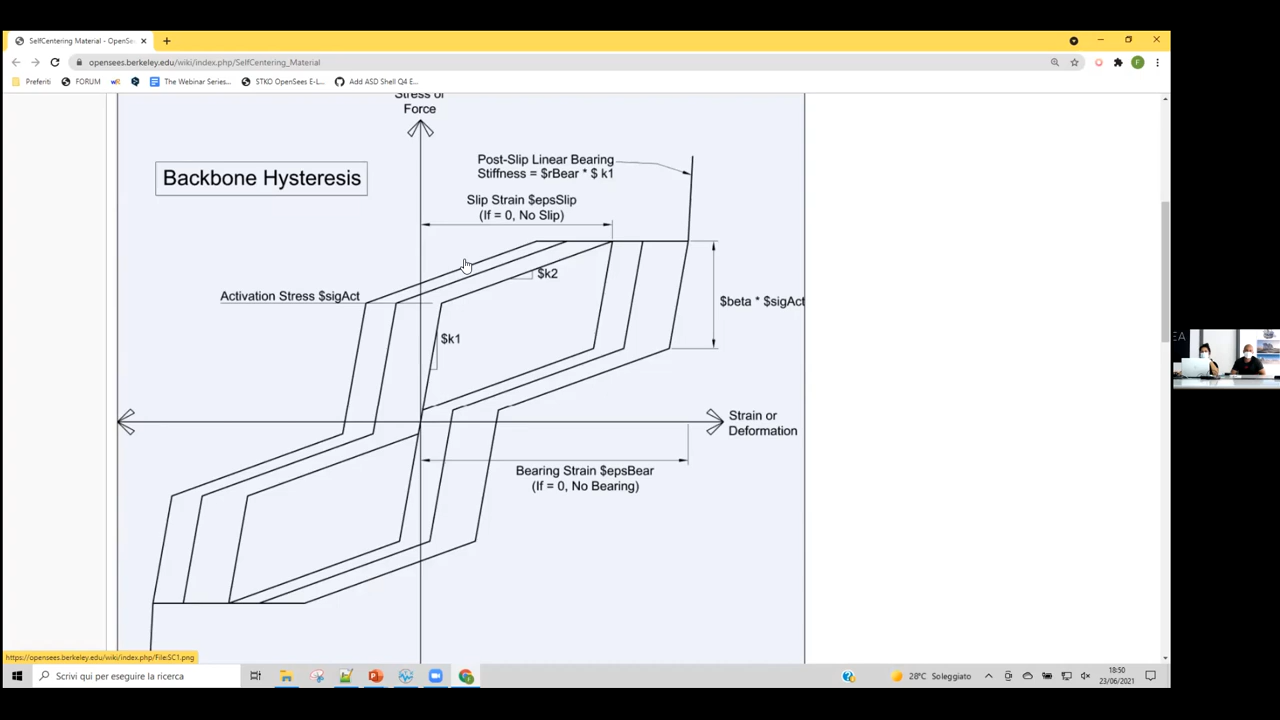 SelfCentering Material - OpenSe
opensees.berkeley.edu/wiki/index.php/SelfCentering_Material
Preferiti
FORUM
The Webinar Series...
STKO OpenSees E-L...
Add ASD Shell Q4 E...
Stress or
Force
Backbone Hysteresis
Post-Slip Linear Bearing
Stiffness = $rBear * $ k1
Slip Strain $epsSlip
(If = 0, No Slip)
$k2
Activation Stress $sigAct
$beta * $sigAct
$k1
Strain or
Deformation
Bearing Strain $epsBear
(If = 0, No Bearing)
https://opensees.berkeley.edu/wiki/index.php/File:SC1.png
Scrivi qui per eseguire la ricerca
28°C Soleggiato
18:50
23/06/2021